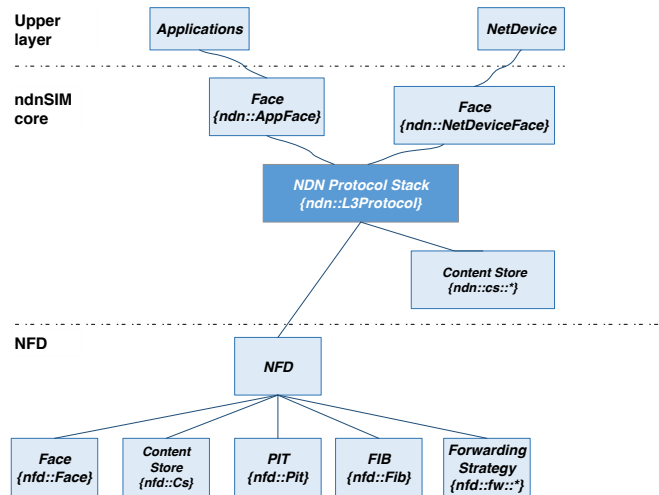 Upper
layer
Applications
NetDevice
ndnSIM
core
Face
{ndn::AppFace}
Face
{ndn::NetDeviceFace}
NDN Protocol Stack
{ndn::L3Protocol}
Content Store
{ndn::cs::*}
NFD
NFD
Face
{nfd::Face}
Content
Store
{nfd::Cs}
PIT
{nfd::Pit}
FIB
{nfd::Fib}
Forwarding
Strategy
{nfd::fw::*}